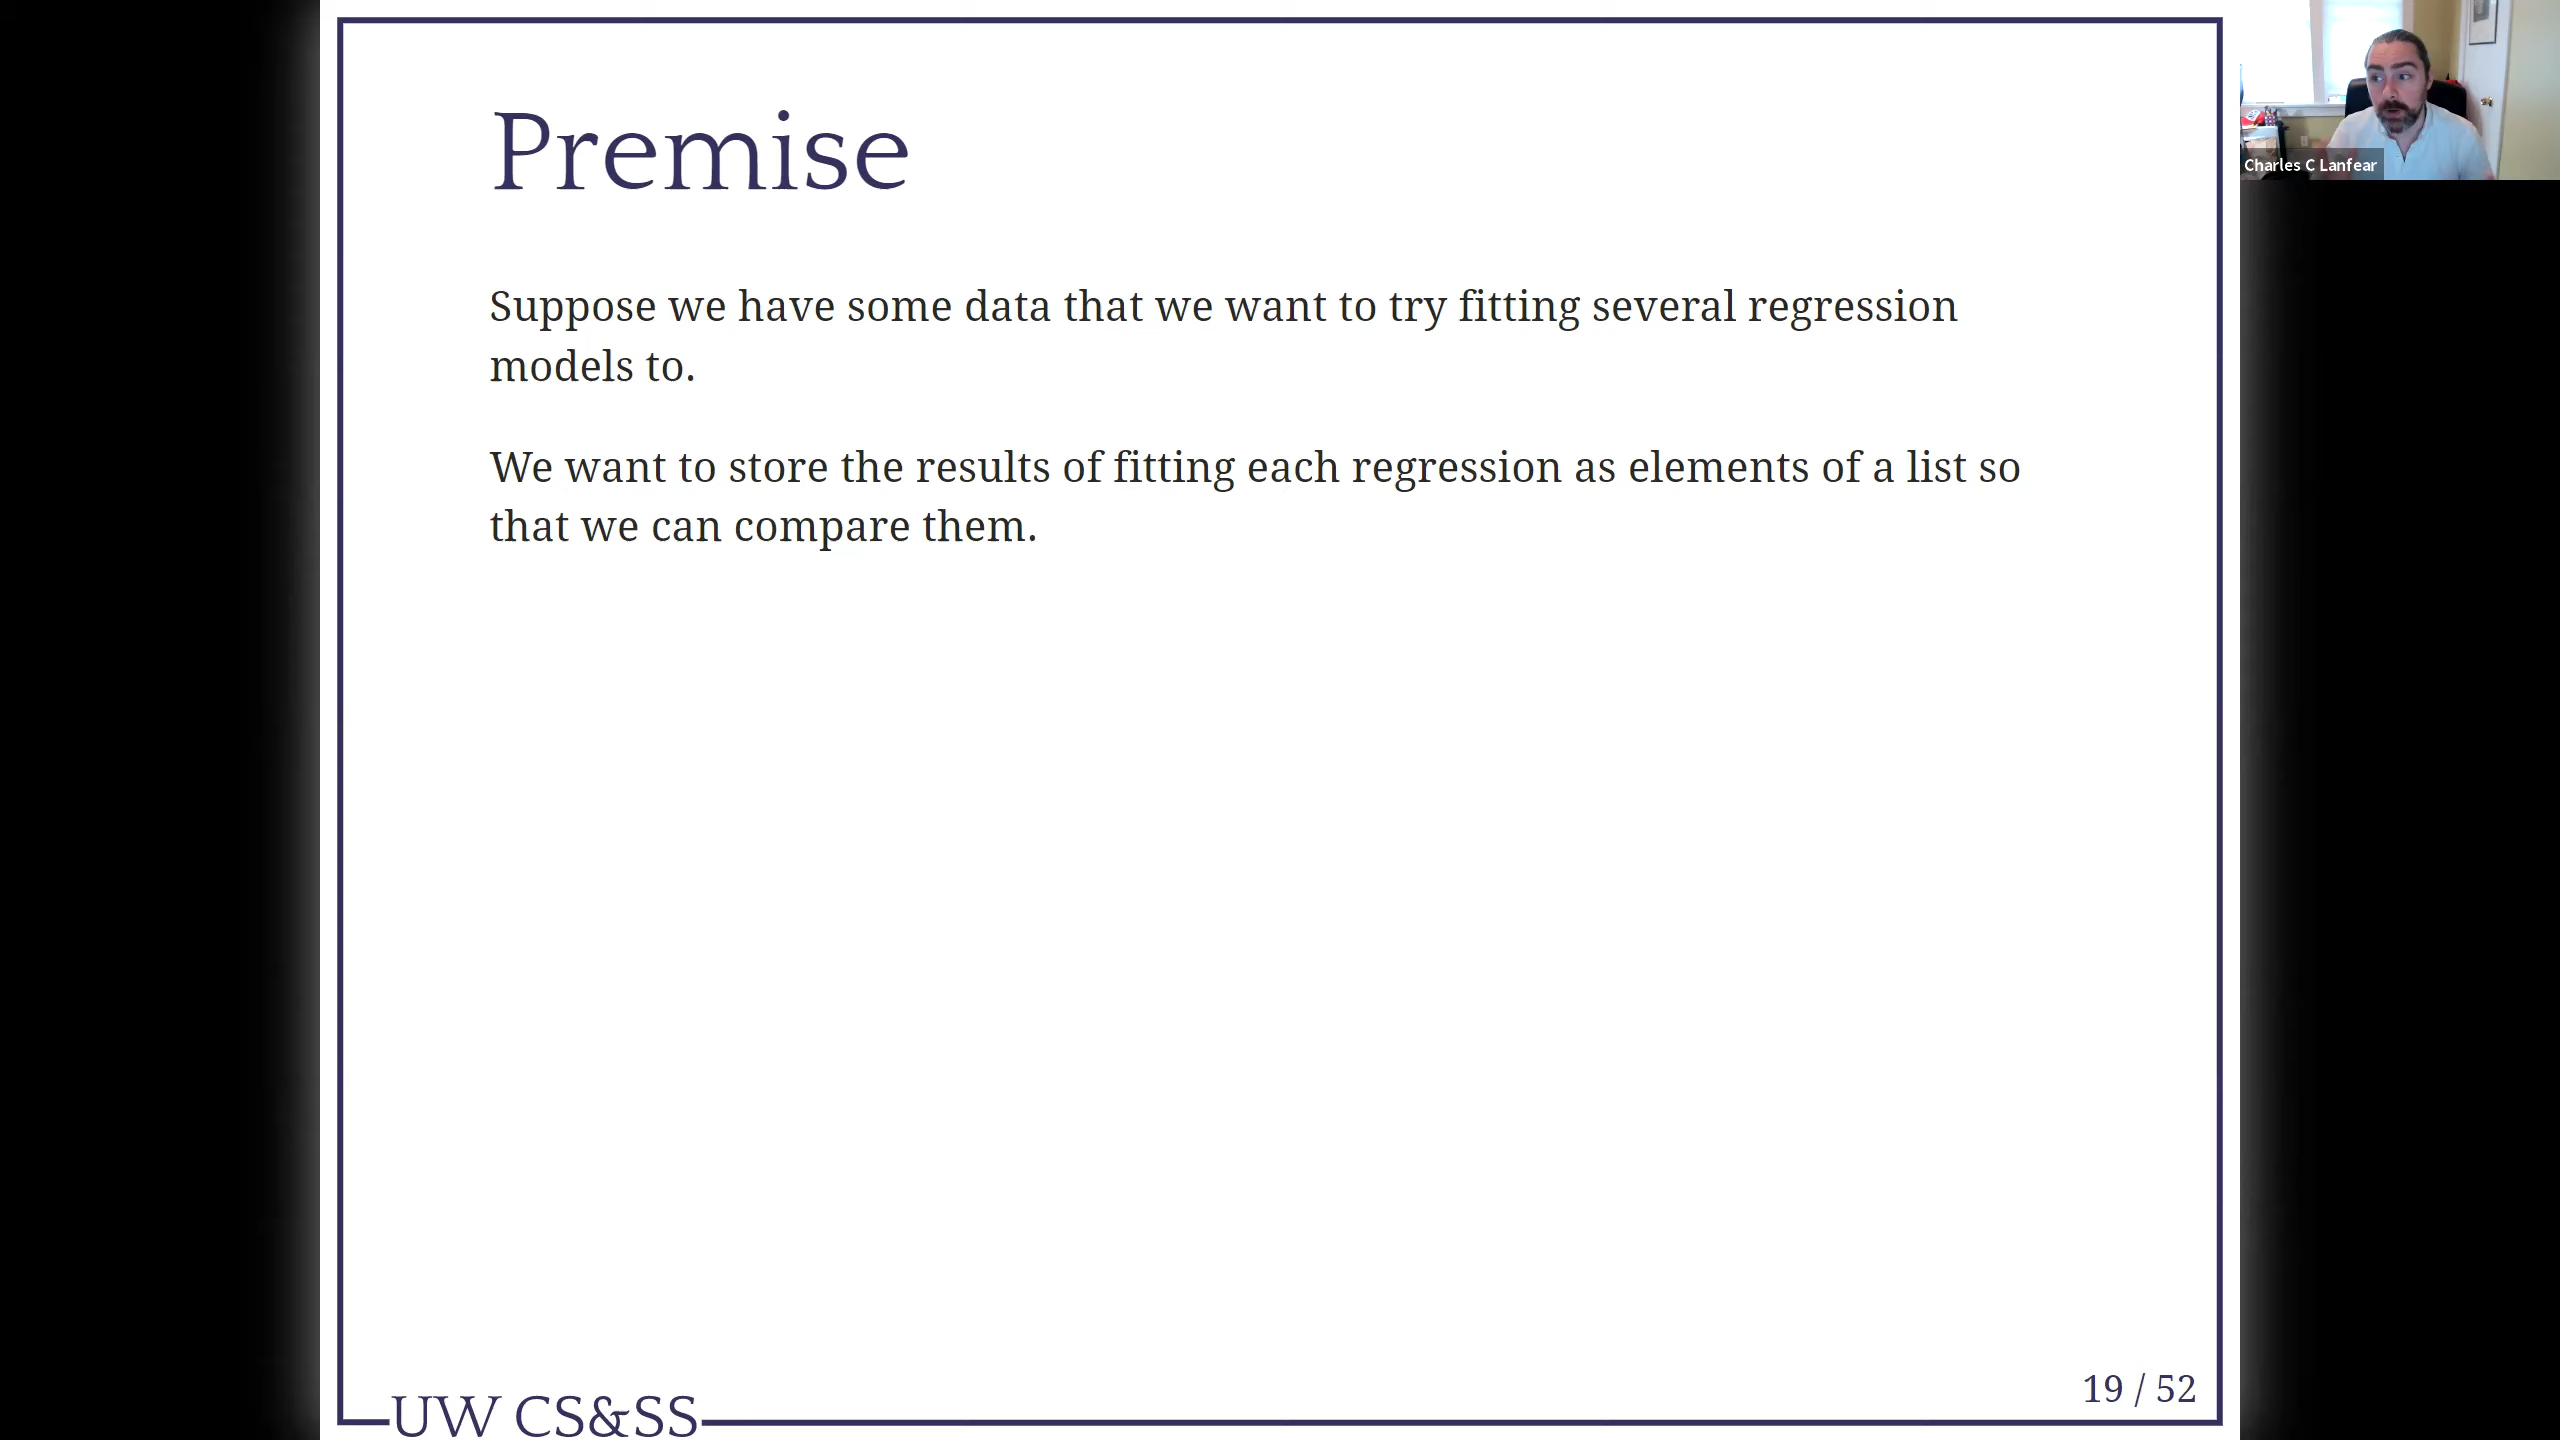 Premise
Suppose we have some data that we want to try fitting several regression
models to.
We want to store the results of fitting each regression as elements of a list so
that we can compare them.
19 / 52
UW CS&SS
Charles C Lanfear